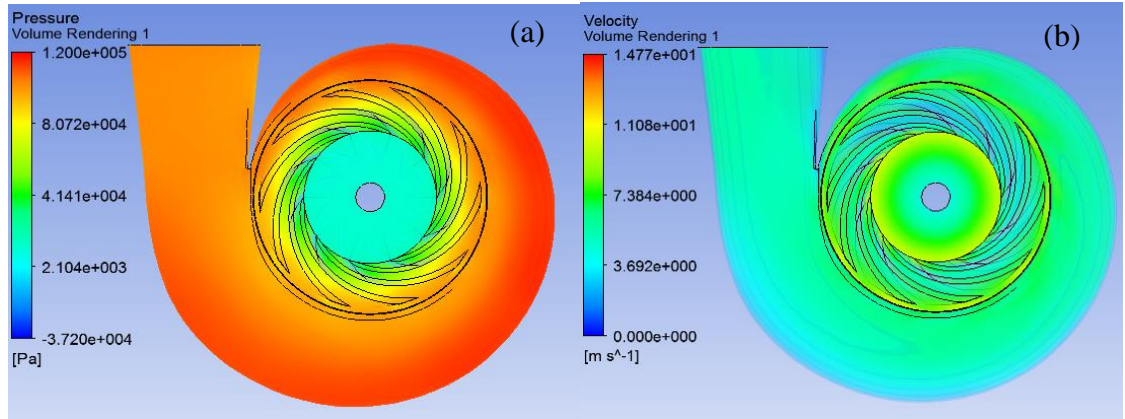 Pressure
Volume Rendering 1
1.200e+005
8.072e+004
4.141e+004
2.104e+003
-3.720e+004
[Pa]
(a)
Velocity
Volume Rendering 1
1.477e+001
1.108e+001
7.384e+000
3.692e+000
0.000e+000
[m s^-1]
(b)